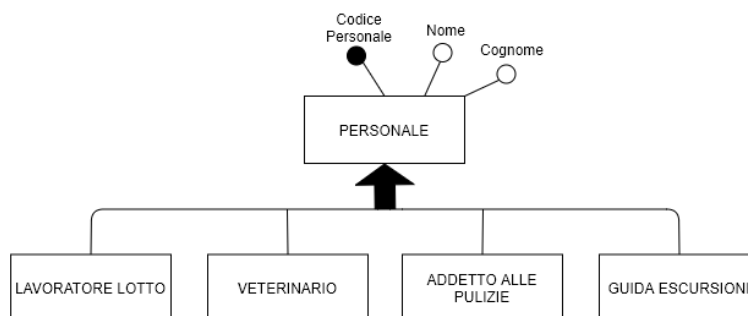 Codice
Personale
Nome
Cognome
PERSONALE
LAVORATORE LOTTO
VETERINARIO
ADDETTO ALLE
PULIZIE
GUIDA ESCURSIONI